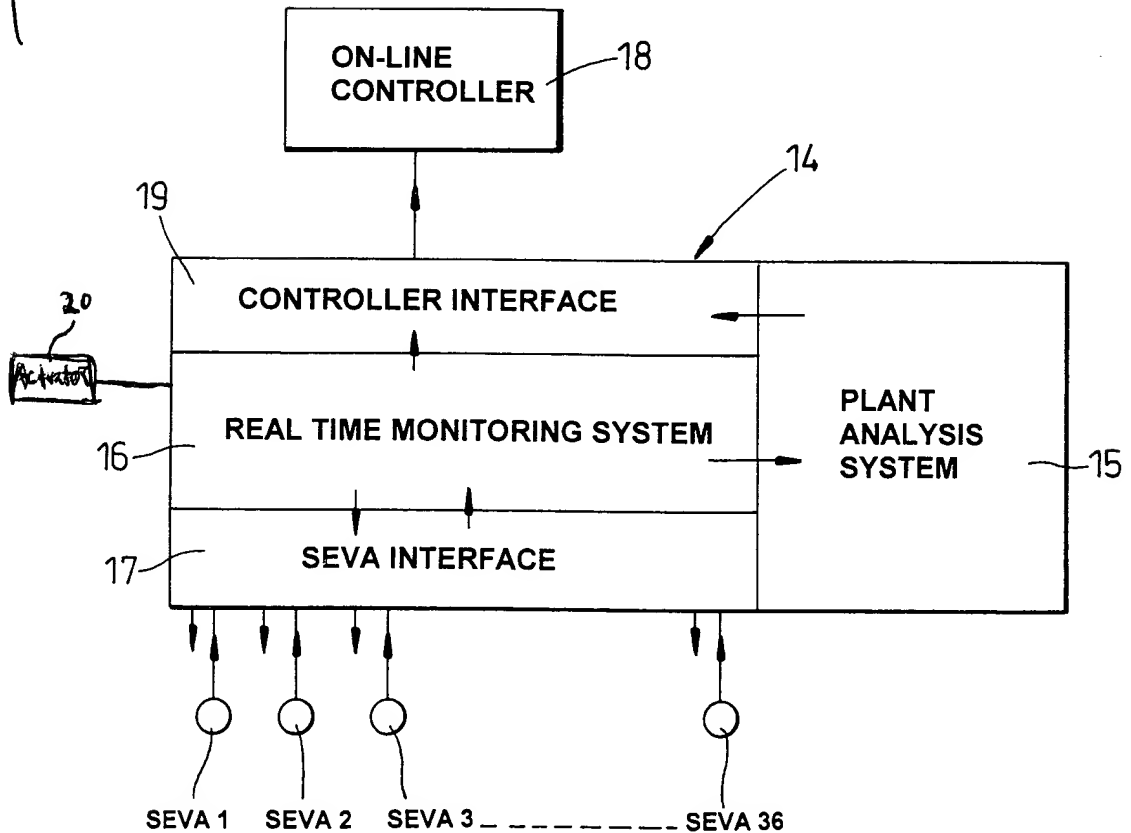 ON-LINE
CONTROLLER
18
14
19
CONTROLLER INTERFACE
20
Activator
REAL TIME MONITORING SYSTEM
16
PLANT
ANALYSIS
SYSTEM
15
SEVA INTERFACE
17
SEVA 1
SEVA 2
SEVA 3
SEVA 36